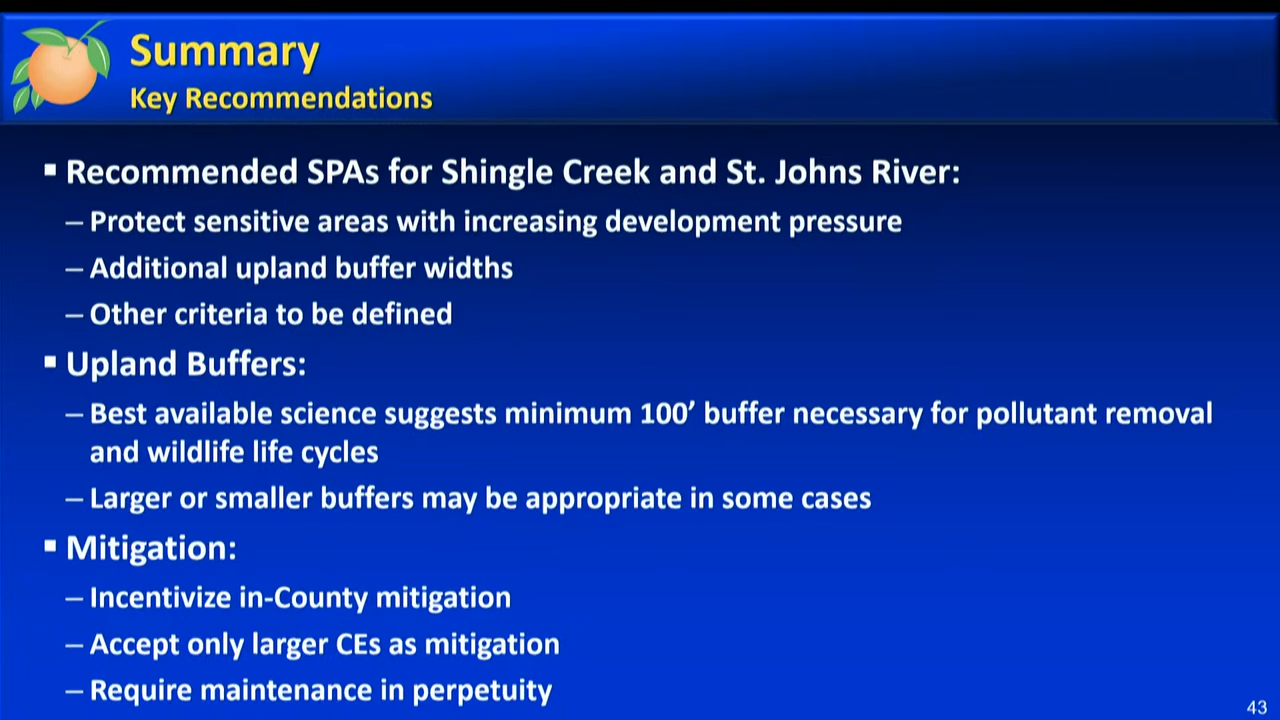 Summary
Key Recommendations
▪ Recommended SPAs for Shingle Creek and St. Johns River:
– Protect sensitive areas with increasing development pressure
– Additional upland buffer widths
– Other criteria to be defined
▪ Upland Buffers:
– Best available science suggests minimum 100’ buffer necessary for pollutant removal
and wildlife life cycles
– Larger or smaller buffers may be appropriate in some cases
▪ Mitigation:
– Incentivize in-County mitigation
– Accept only larger CEs as mitigation
– Require maintenance in perpetuity
43